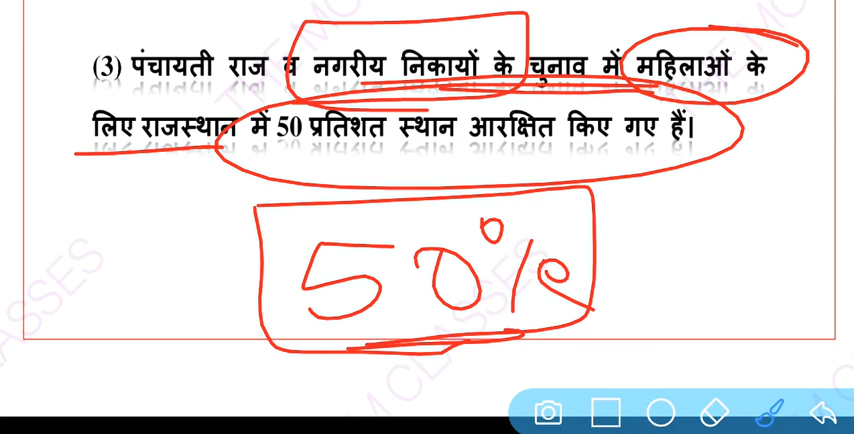 (3) पंचायती राज व नगरीय निकायों के चुनाव में महिलाओं के
लिए राजस्थान में 50 प्रतिशत स्थान आरक्षित किए गए हैं।
50%